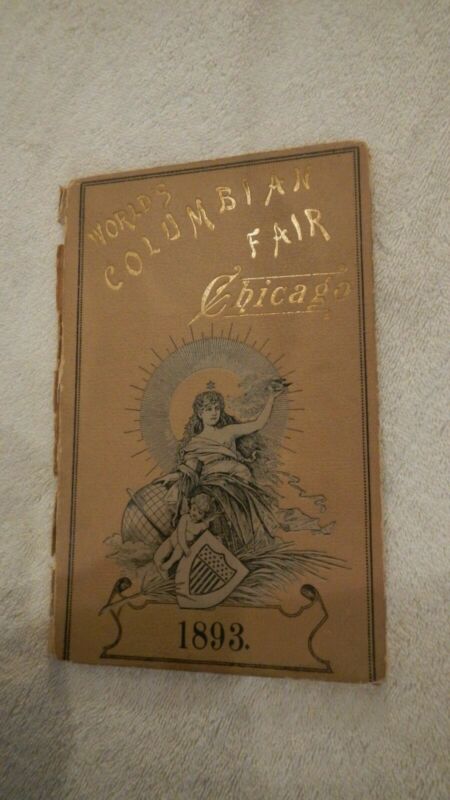 WORLD'S
COLUMBIAN
FAIR
Chicago
1893.